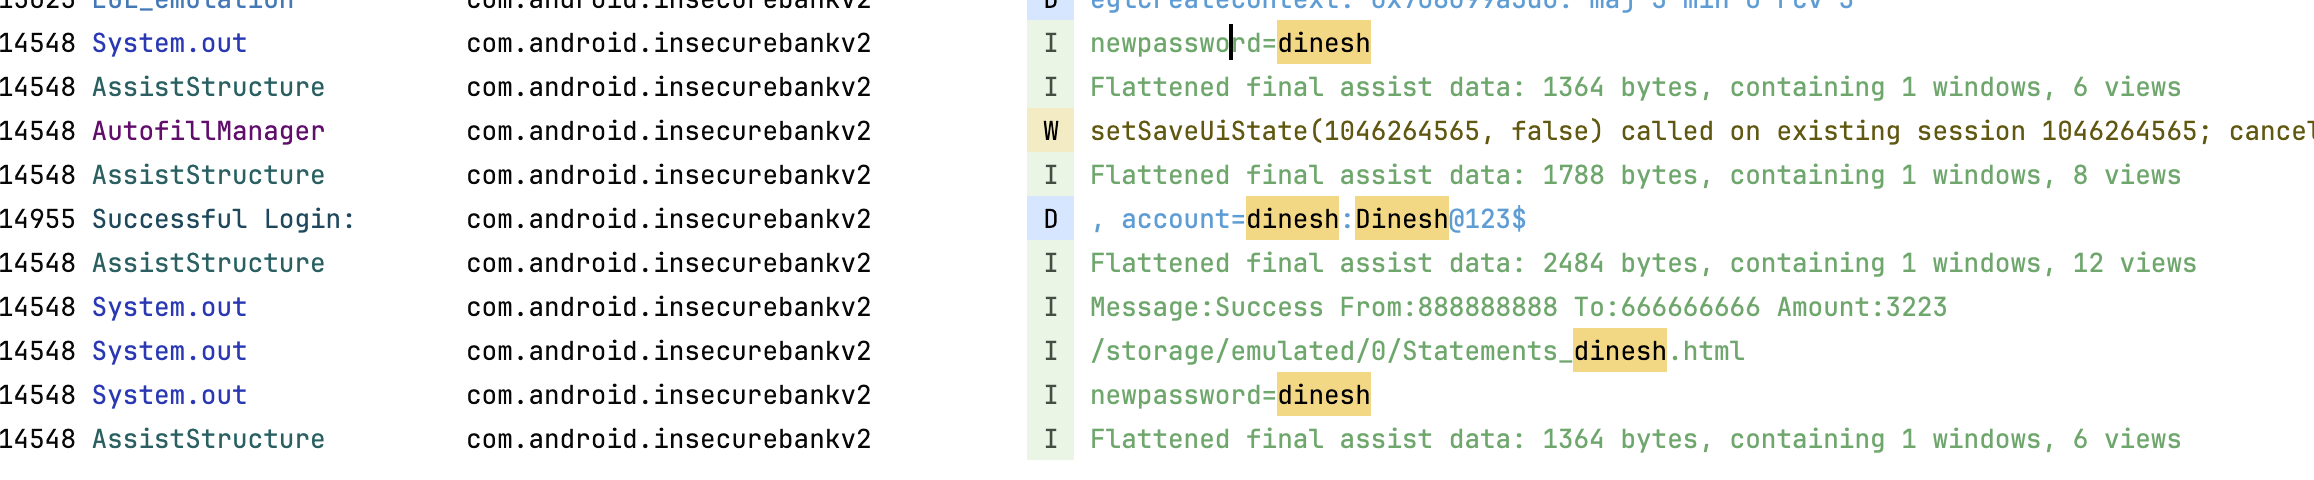 14548 System.out com.android.insecurebankv2 I newpassword=dinesh
14548 AssistStructure com.android.insecurebankv2 I Flattened final assist data: 1364 bytes, containing 1 windows, 6 views
14548 AutofillManager com.android.insecurebankv2 W setSaveUiState(1046264565, false) called on existing session 1046264565; cancel
14548 AssistStructure com.android.insecurebankv2 I Flattened final assist data: 1788 bytes, containing 1 windows, 8 views
14955 Successful Login: com.android.insecurebankv2 D , account=dinesh:Dinesh@123$
14548 AssistStructure com.android.insecurebankv2 I Flattened final assist data: 2484 bytes, containing 1 windows, 12 views
14548 System.out com.android.insecurebankv2 I Message:Success From:888888888 To:666666666 Amount:3223
14548 System.out com.android.insecurebankv2 I /storage/emulated/0/Statements_dinesh.html
14548 System.out com.android.insecurebankv2 I newpassword=dinesh
14548 AssistStructure com.android.insecurebankv2 I Flattened final assist data: 1364 bytes, containing 1 windows, 6 views